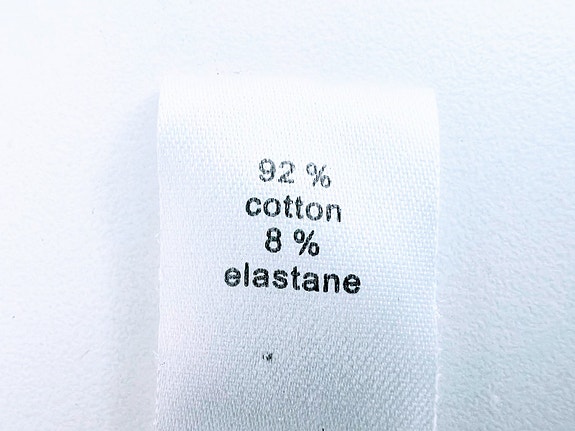 92 %
cotton
8 %
elastane